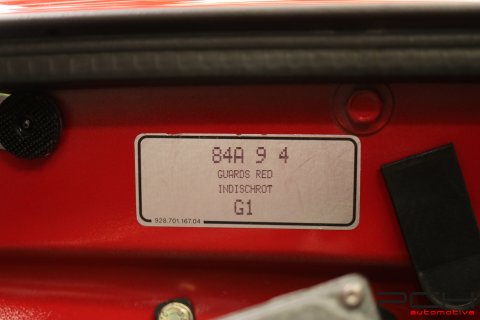 84A 9 4
GUARDS RED
INDISCHROT
G1
928.701.167.04
automotive